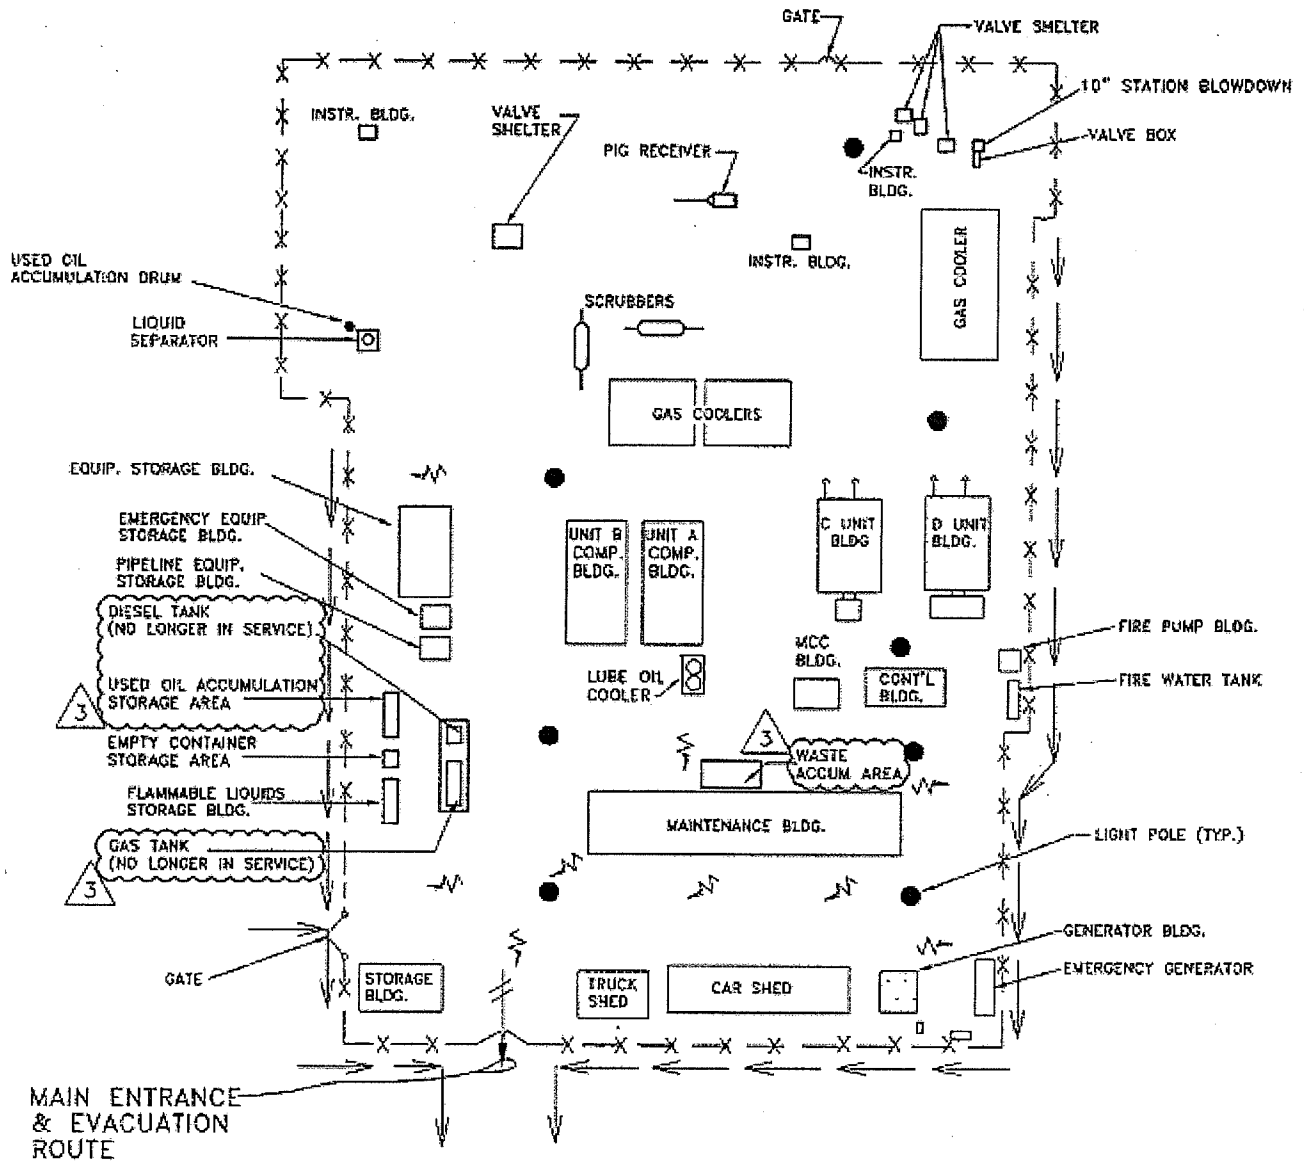 GATE
VALVE SHELTER
10" STATION BLOWDOWN
VALVE BOX
INSTR. BLDG.
VALVE
SHELTER
PIG RECEIVER
INSTR.
BLDG.
INSTR. BLDG.
GAS COOLER
USED OIL
ACCUMULATION DRUM
LIQUID
SEPARATOR
SCRUBBERS
GAS COOLERS
EQUIP. STORAGE BLDG.
EMERGENCY EQUIP.
STORAGE BLDG.
PIPELINE EQUIP.
STORAGE BLDG.
UNIT B
COMP.
BLDG.
UNIT A
COMP.
BLDG.
C UNIT
BLDG
D UNIT
BLDG.
DIESEL TANK
(NO LONGER IN SERVICE)
USED OIL ACCUMULATION
STORAGE AREA
3
EMPTY CONTAINER
STORAGE AREA
FLAMMABLE LIQUIDS
STORAGE BLDG.
GAS TANK
(NO LONGER IN SERVICE)
3
LUBE OIL
COOLER
MCC
BLDG.
CONT'L
BLDG.
FIRE PUMP BLDG.
FIRE WATER TANK
3
WASTE
ACCUM AREA
MAINTENANCE BLDG.
LIGHT POLE (TYP.)
GATE
STORAGE
BLDG.
TRUCK
SHED
CAR SHED
GENERATOR BLDG.
EMERGENCY GENERATOR
MAIN ENTRANCE
& EVACUATION
ROUTE